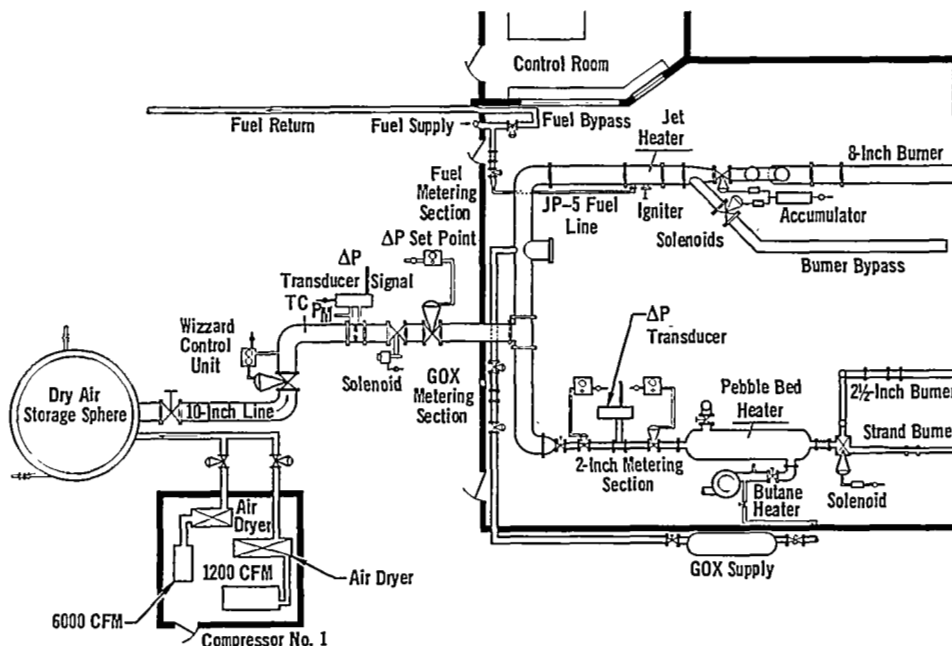 Control Room
Fuel Return
Fuel Supply
Fuel Bypass
Jet
Heater
8-Inch Burner
Fuel
Metering
Section
JP-5 Fuel
Line
Igniter
Accumulator
Solenoids
Burner Bypass
ΔP Set Point
ΔP
Transducer
Signal
TC
PM
Wizzard
Control
Unit
Solenoid
GOX
Metering
Section
ΔP
Transducer
Dry Air
Storage Sphere
10-Inch Line
Pebble Bed
Heater
2½-Inch Burner
Strand Burner
2-Inch Metering
Section
Butane
Heater
Solenoid
Air
Dryer
1200 CFM
Air Dryer
GOX Supply
6000 CFM
Compressor No. 1